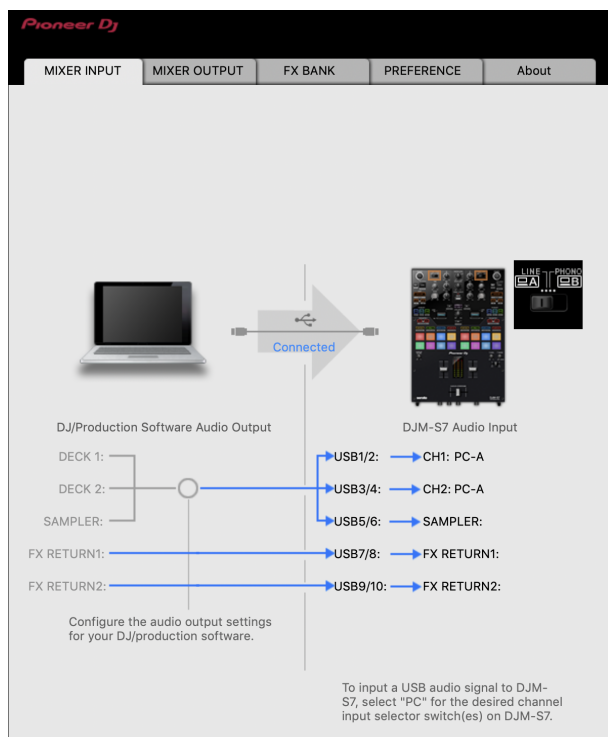 Pioneer Dj
MIXER INPUT
MIXER OUTPUT
FX BANK
PREFERENCE
About
LINE
PHONO
A
B
Connected
DJ/Production Software Audio Output
DJM-S7 Audio Input
DECK 1:
USB1/2:
CH1: PC-A
DECK 2:
USB3/4:
CH2: PC-A
SAMPLER:
USB5/6:
SAMPLER:
FX RETURN1:
USB7/8:
FX RETURN1:
FX RETURN2:
USB9/10:
FX RETURN2:
Configure the audio output settings
for your DJ/production software.
To input a USB audio signal to DJM-
S7, select "PC" for the desired channel
input selector switch(es) on DJM-S7.